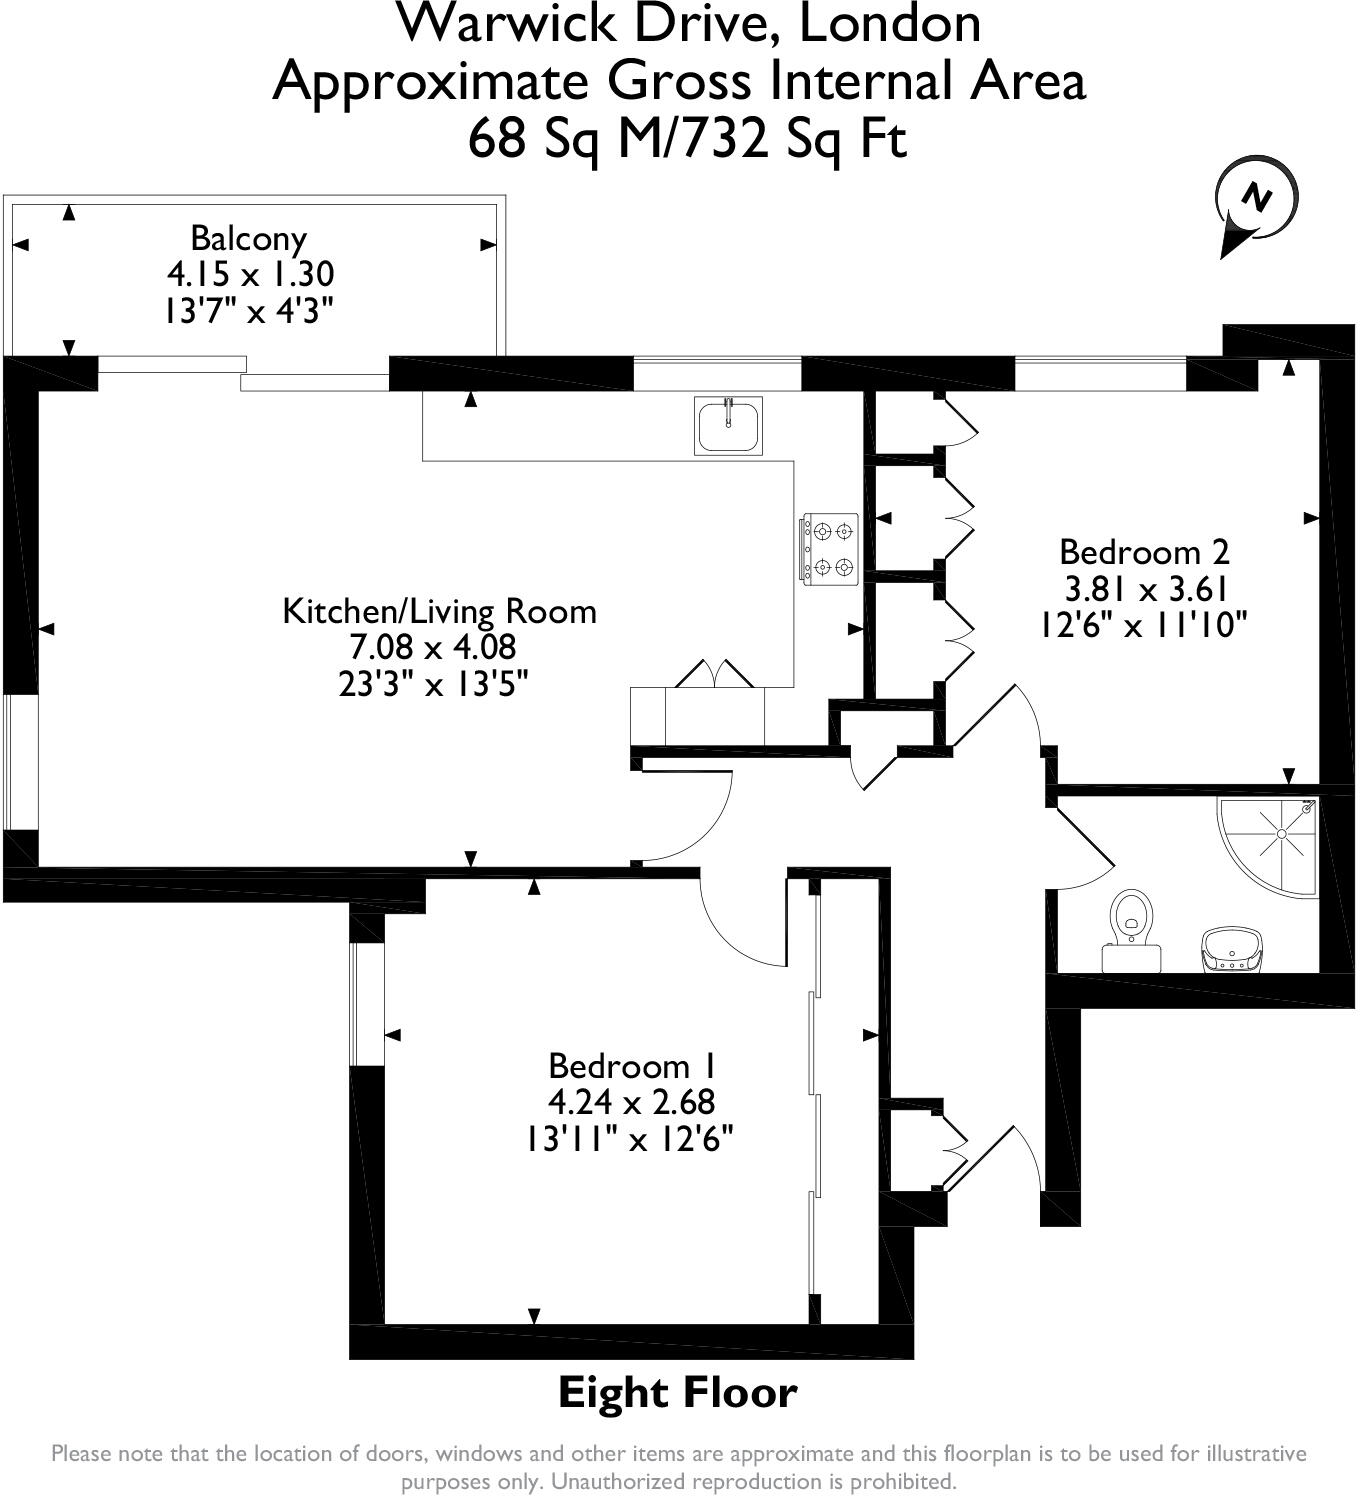 Warwick Drive, London
Approximate Gross Internal Area
68 Sq M/732 Sq Ft
N
Balcony
4.15 x 1.30
13'7" x 4'3"
Bedroom 2
3.81 x 3.61
12'6" x 11'10"
Kitchen/Living Room
7.08 x 4.08
23'3" x 13'5"
Bedroom 1
4.24 x 2.68
13'11" x 12'6"
Eight Floor
Please note that the location of doors, windows and other items are approximate and this floorplan is to be used for illustrative
purposes only. Unauthorized reproduction is prohibited.